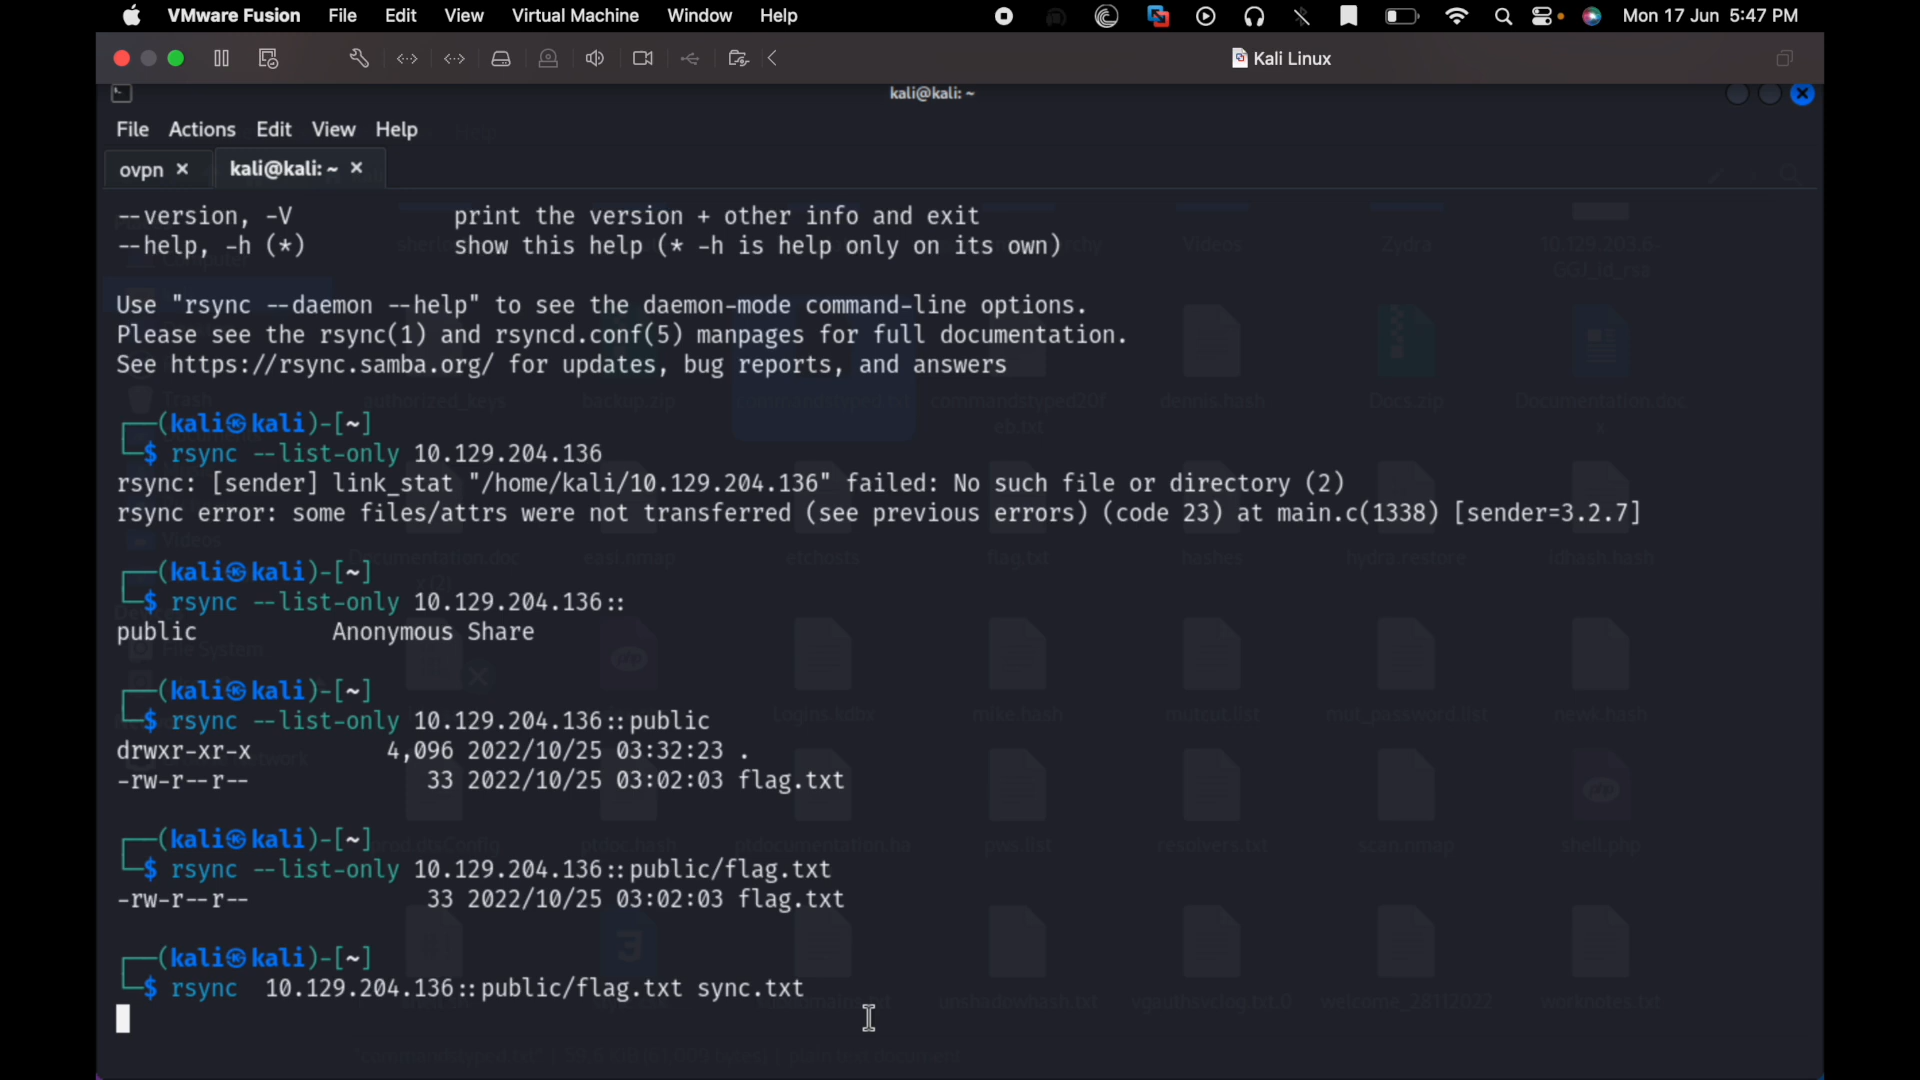 VMware Fusion File Edit View Virtual Machine Window Help Mon 17 Jun 5:47 PM
Kali Linux
kali@kali: ~
File Actions Edit View Help
ovpn × kali@kali: ~ ×
--version, -V print the version + other info and exit
--help, -h (*) show this help (* -h is help only on its own)
Use "rsync --daemon --help" to see the daemon-mode command-line options.
Please see the rsync(1) and rsyncd.conf(5) manpages for full documentation.
See https://rsync.samba.org/ for updates, bug reports, and answers
┌──(kali㉿kali)-[~]
└─$ rsync --list-only 10.129.204.136
rsync: [sender] link_stat "/home/kali/10.129.204.136" failed: No such file or directory (2)
rsync error: some files/attrs were not transferred (see previous errors) (code 23) at main.c(1338) [sender=3.2.7]
┌──(kali㉿kali)-[~]
└─$ rsync --list-only 10.129.204.136::
public Anonymous Share
┌──(kali㉿kali)-[~]
└─$ rsync --list-only 10.129.204.136::public
drwxr-xr-x 4,096 2022/10/25 03:32:23 .
-rw-r--r-- 33 2022/10/25 03:02:03 flag.txt
┌──(kali㉿kali)-[~]
└─$ rsync --list-only 10.129.204.136::public/flag.txt
-rw-r--r-- 33 2022/10/25 03:02:03 flag.txt
┌──(kali㉿kali)-[~]
└─$ rsync 10.129.204.136::public/flag.txt sync.txt